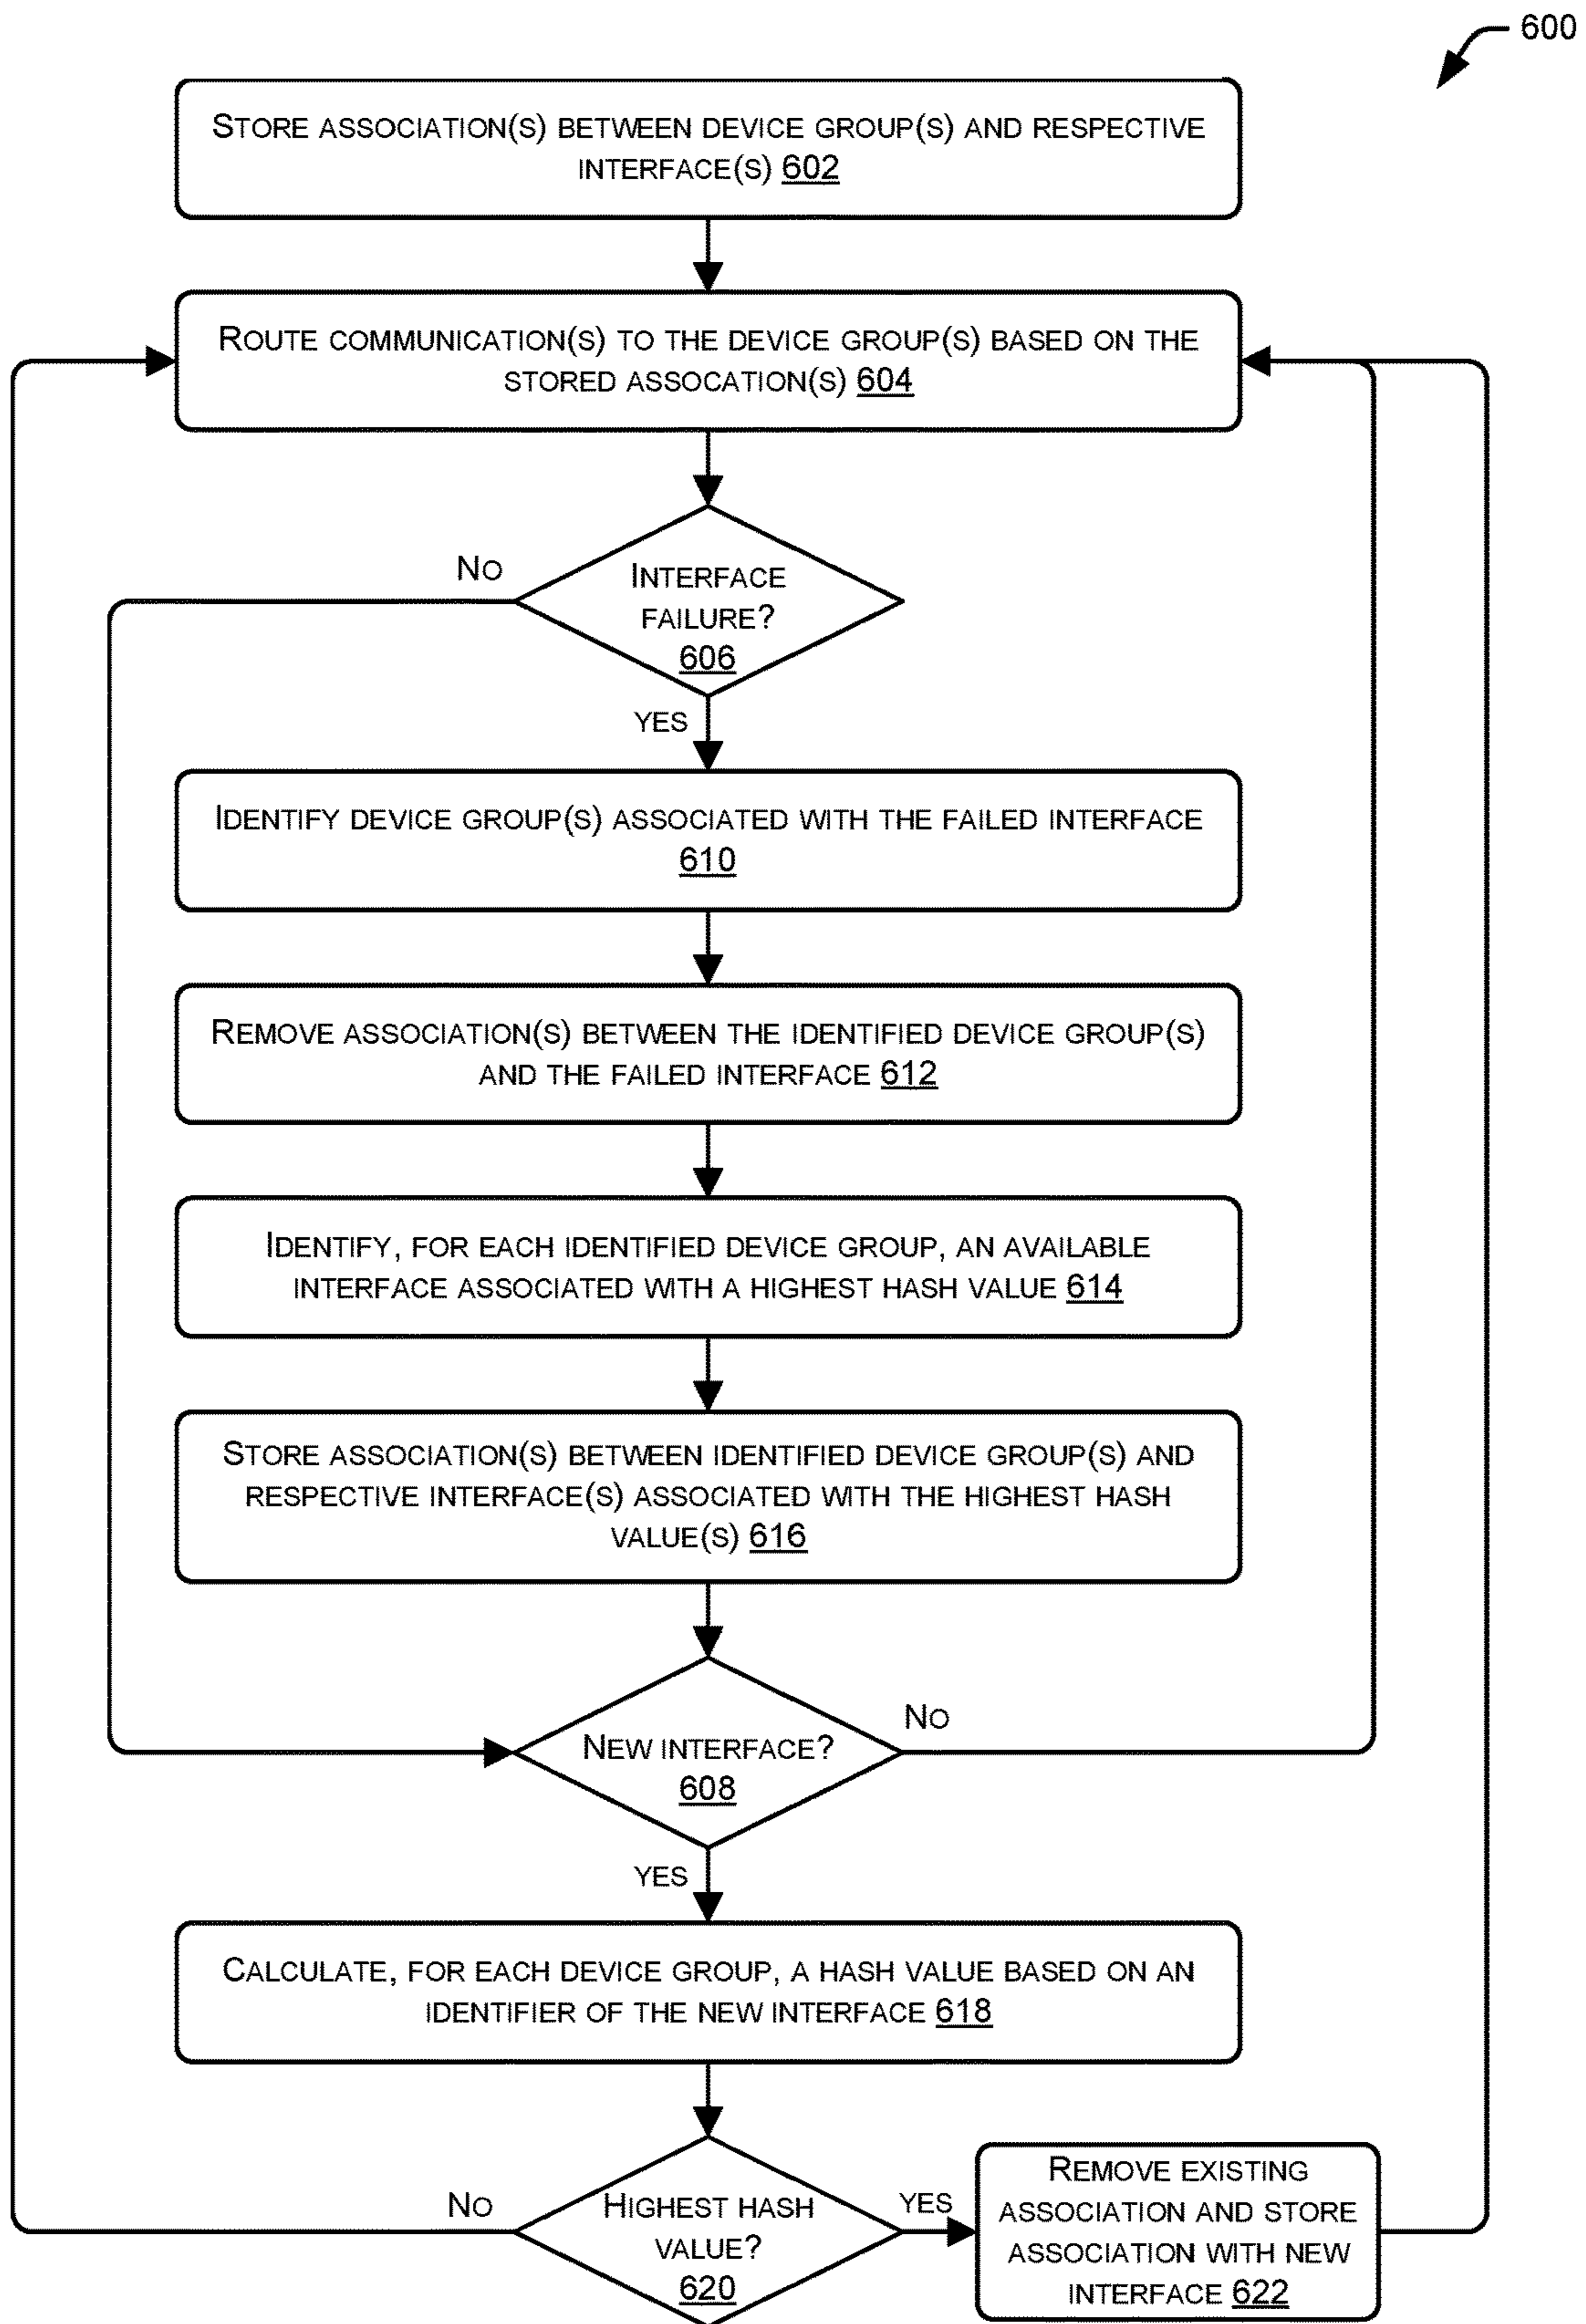 600
STORE ASSOCIATION(S) BETWEEN DEVICE GROUP(S) AND RESPECTIVE
INTERFACE(S) 602
ROUTE COMMUNICATION(S) TO THE DEVICE GROUP(S) BASED ON THE
STORED ASSOCATION(S) 604
NO
INTERFACE
FAILURE?
606
YES
IDENTIFY DEVICE GROUP(S) ASSOCIATED WITH THE FAILED INTERFACE
610
REMOVE ASSOCIATION(S) BETWEEN THE IDENTIFIED DEVICE GROUP(S)
AND THE FAILED INTERFACE 612
IDENTIFY, FOR EACH IDENTIFIED DEVICE GROUP, AN AVAILABLE
INTERFACE ASSOCIATED WITH A HIGHEST HASH VALUE 614
STORE ASSOCIATION(S) BETWEEN IDENTIFIED DEVICE GROUP(S) AND
RESPECTIVE INTERFACE(S) ASSOCIATED WITH THE HIGHEST HASH
VALUE(S) 616
NO
NEW INTERFACE?
608
YES
CALCULATE, FOR EACH DEVICE GROUP, A HASH VALUE BASED ON AN
IDENTIFIER OF THE NEW INTERFACE 618
NO
HIGHEST HASH
VALUE?
620
YES
REMOVE EXISTING
ASSOCIATION AND STORE
ASSOCIATION WITH NEW
INTERFACE 622